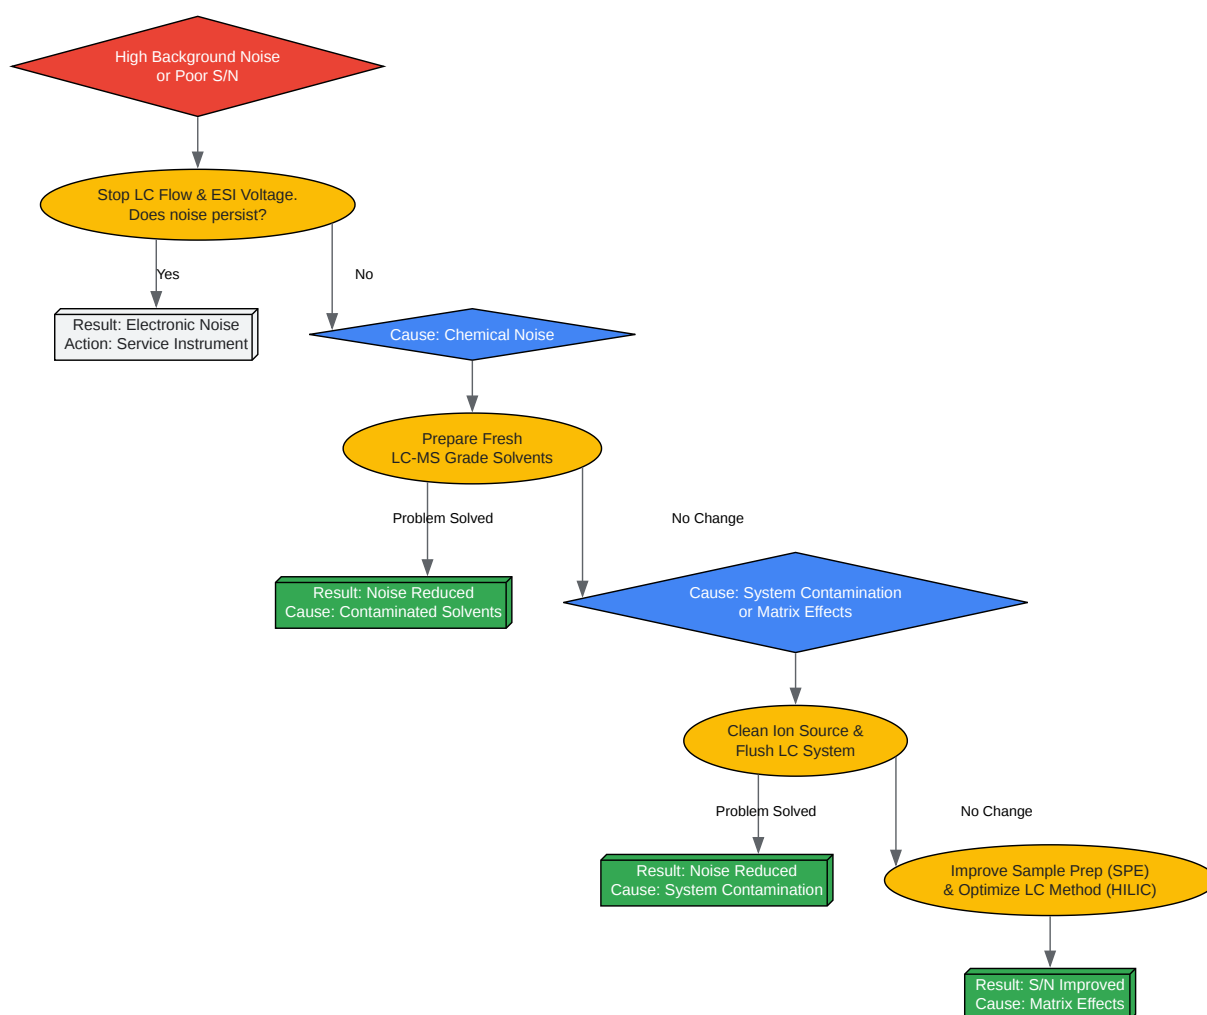 High Background Noise
or Poor S/N
Stop LC Flow & ESI Voltage.
Does noise persist?
Yes
No
Result: Electronic Noise
Action: Service Instrument
Cause: Chemical Noise
Prepare Fresh
LC-MS Grade Solvents
Problem Solved
No Change
Result: Noise Reduced
Cause: Contaminated Solvents
Cause: System Contamination
or Matrix Effects
Clean Ion Source &
Flush LC System
Problem Solved
No Change
Result: Noise Reduced
Cause: System Contamination
Improve Sample Prep (SPE)
& Optimize LC Method (HILIC)
Result: S/N Improved
Cause: Matrix Effects